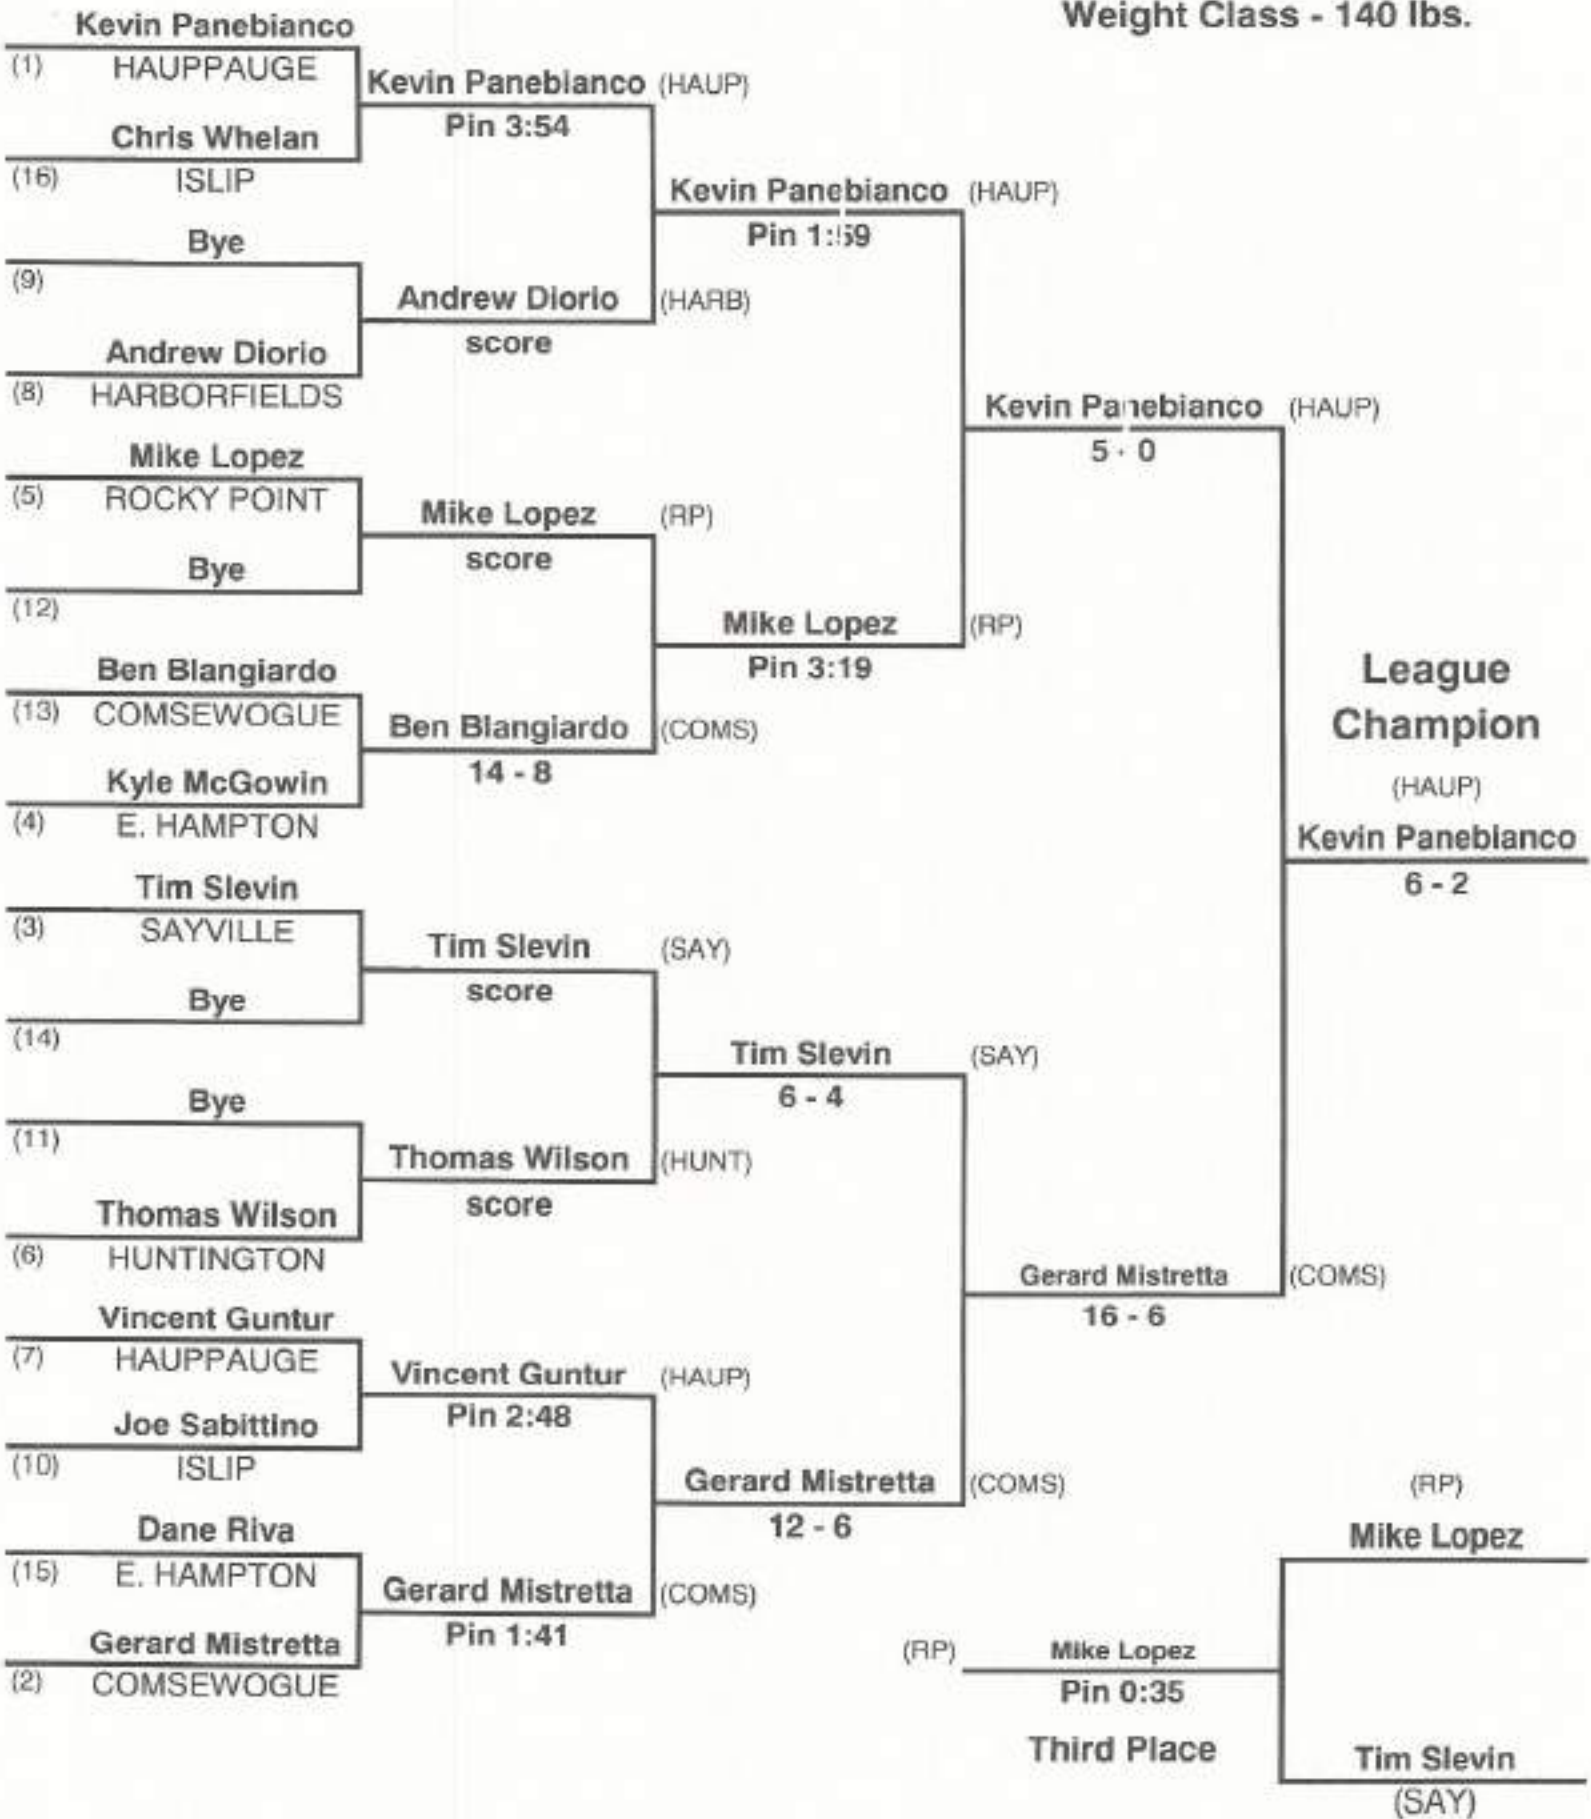 Weight Class - 140 lbs.
Kevin Panebianco
(1) HAUPPAUGE
Chris Whelan
(16) ISLIP
Bye
(9)
Andrew Diorio
(8) HARBORFIELDS
Mike Lopez
(5) ROCKY POINT
Bye
(12)
Ben Blangiardo
(13) COMSEWOGUE
Kyle McGowin
(4) E. HAMPTON
Tim Slevin
(3) SAYVILLE
Bye
(14)
Bye
(11)
Thomas Wilson
(6) HUNTINGTON
Vincent Guntur
(7) HAUPPAUGE
Joe Sabittino
(10) ISLIP
Dane Riva
(15) E. HAMPTON
Gerard Mistretta
(2) COMSEWOGUE
Kevin Panebianco (HAUP)
Pin 3:54
Andrew Diorio (HARB)
score
Mike Lopez (RP)
score
Ben Blangiardo (COMS)
14 - 8
Tim Slevin (SAY)
score
Thomas Wilson (HUNT)
score
Vincent Guntur (HAUP)
Pin 2:48
Gerard Mistretta (COMS)
Pin 1:41
Kevin Panebianco (HAUP)
Pin 1:59
Mike Lopez (RP)
Pin 3:19
Tim Slevin (SAY)
6 - 4
Gerard Mistretta (COMS)
12 - 6
Kevin Panebianco (HAUP)
5 - 0
Gerard Mistretta (COMS)
16 - 6
League
Champion
(HAUP)
Kevin Panebianco
6 - 2
(RP)
Mike Lopez
(RP) Mike Lopez
Pin 0:35
Third Place
Tim Slevin
(SAY)